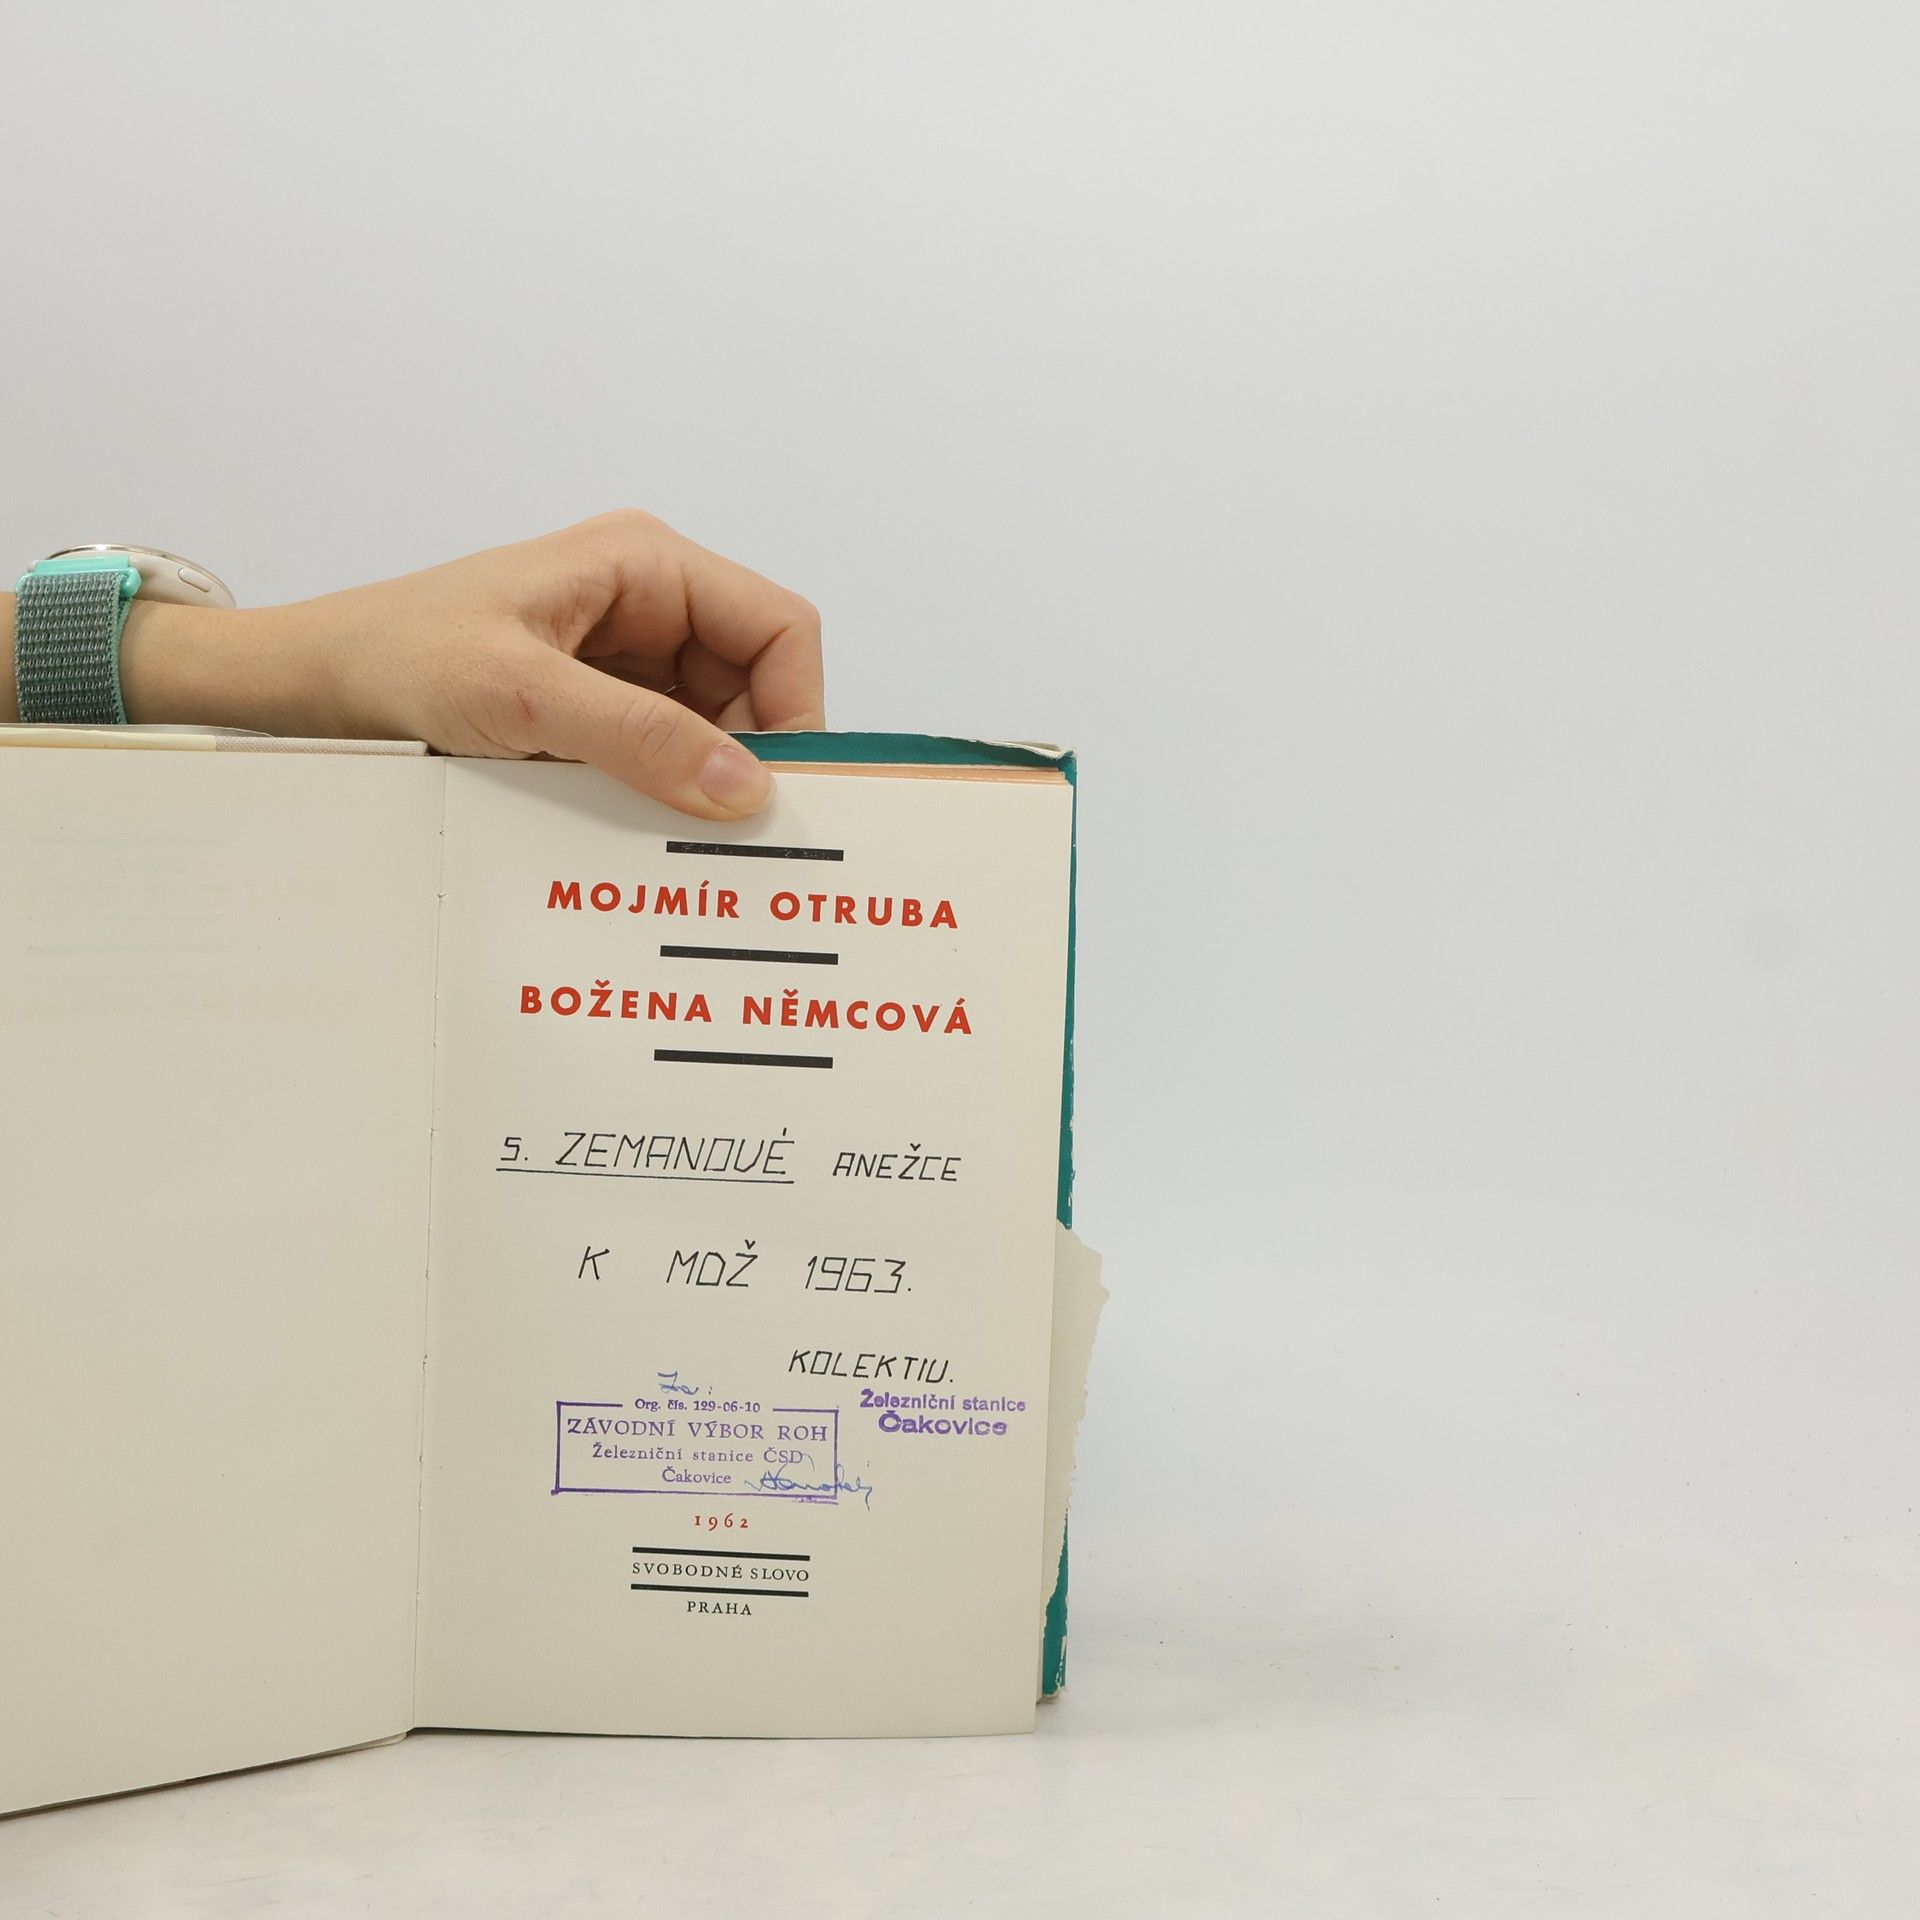 MOJMÍR OTRUBA
BOŽENA NĚMCOVÁ
s. ZEMANOVÉ ANEŽCE
K MDŽ 1963.
KOLEKTIV.
Železniční stanice
Čakovice
Za:
Org. čís. 129-06-10
ZÁVODNÍ VÝBOR ROH
Železniční stanice ČSD
Čakovice
1962
SVOBODNÉ SLOVO
PRAHA